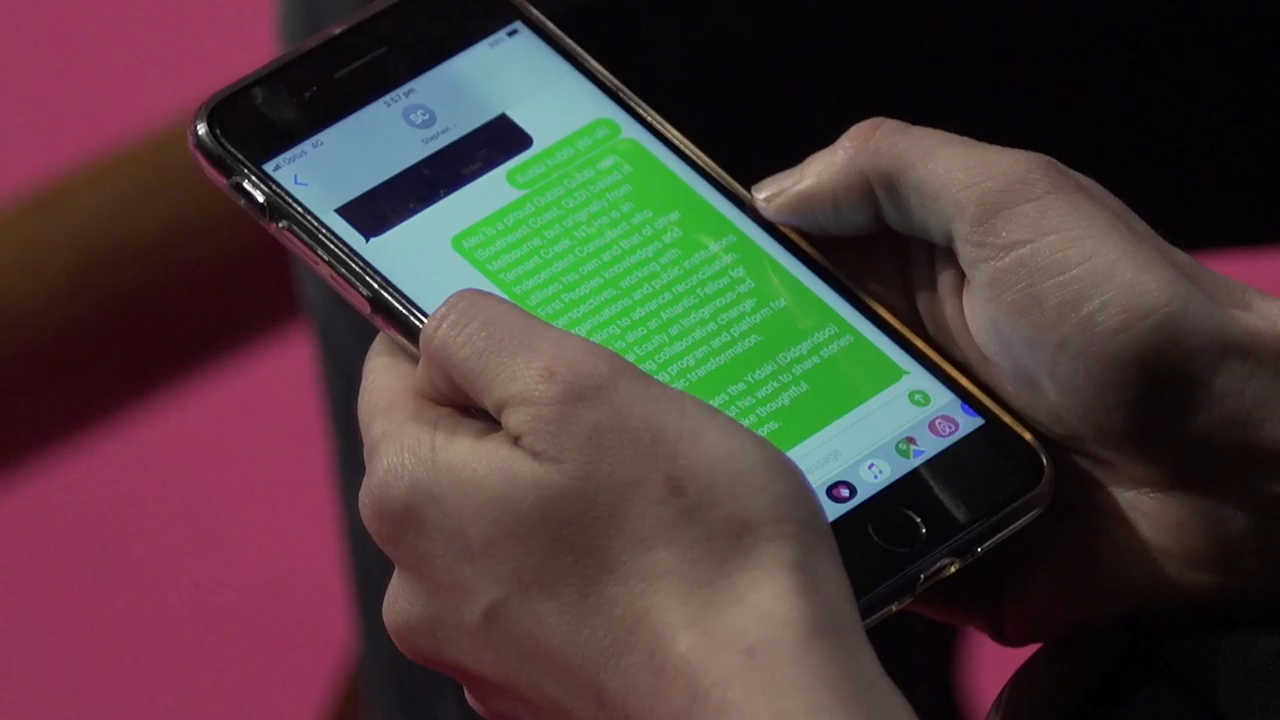 Optus 4G
3:57 pm
SC
Stephen
Kubbi kubbi yid-aki
Alex is a proud Gubbi Gubbi man
(Southeast Coast, QLD) based in
Melbourne, but originally from
Tennant Creek, NT. He is an
Independent Consultant who
utilises his own and that of other
First Peoples knowledges and
perspectives, working with
organisations and public institutions
to advance reconciliation.
is also an Atlantic Fellow for
Equity an Indigenous-led
collaborative change-
program and platform for
transformation.
the Yidaki (Didgeridoo)
his work to share stories
thoughtful